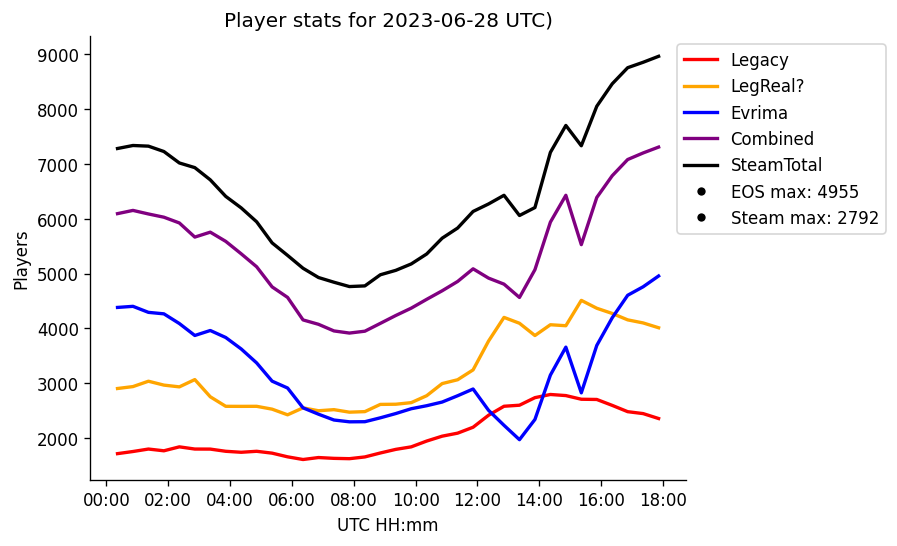 Player stats for 2023-06-28 UTC)
9000
8000
7000
6000
5000
4000
3000
2000
Players
00:00 02:00 04:00 06:00 08:00 10:00 12:00 14:00 16:00 18:00
UTC HH:mm
Legacy
LegReal?
Evrima
Combined
SteamTotal
EOS max: 4955
Steam max: 2792